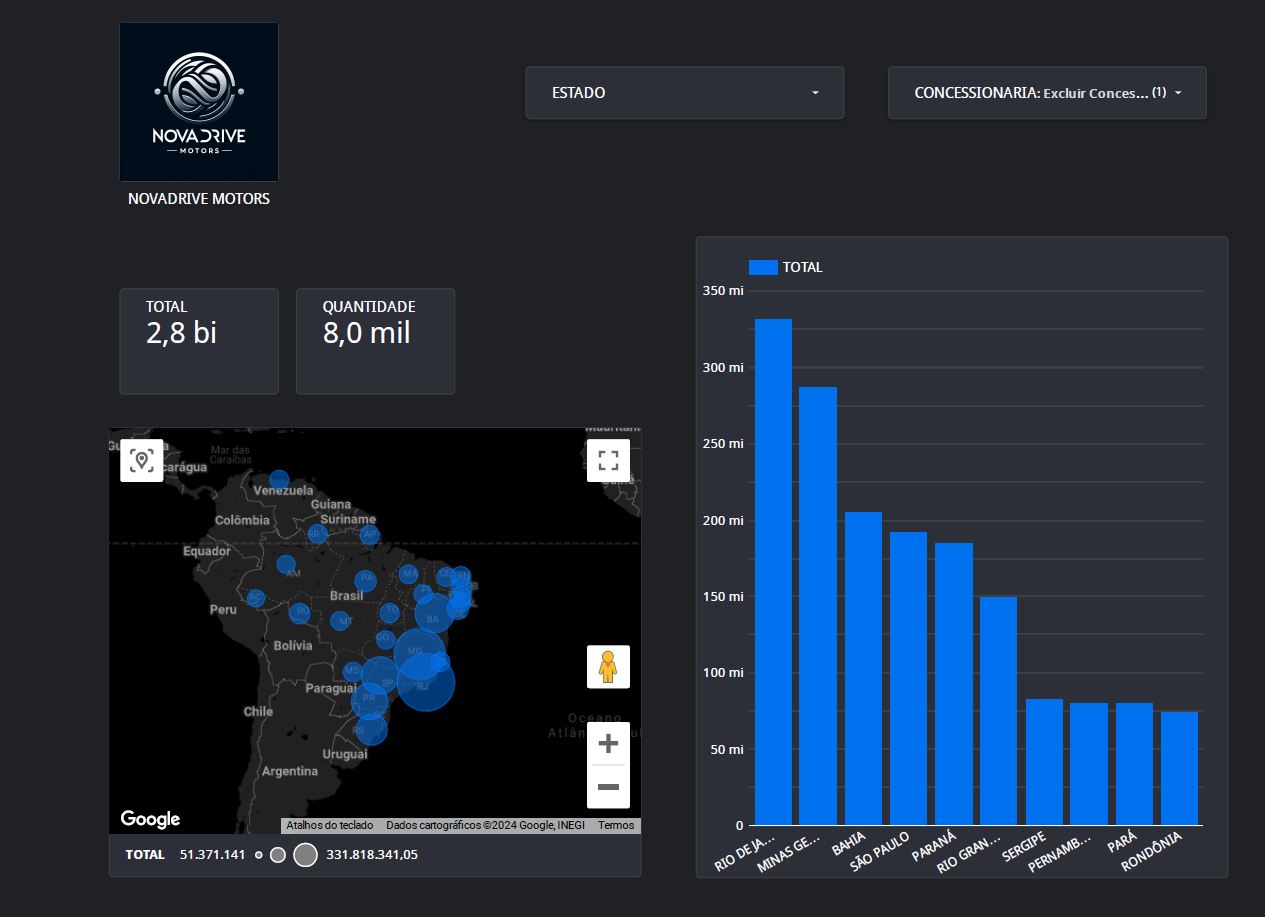 NOVADRIVE
MOTORS
NOVADRIVE MOTORS
ESTADO
CONCESSIONARIA: Excluir Conces... (1)
TOTAL
2,8 bi
QUANTIDADE
8,0 mil
Mar das
Caraíbas
carágua
Venezuela
Guiana
Colômbia
Suriname
RR
AP
Equador
AM
PA
MA
CE
RN
Brasil
PI
AC
Peru
RO
TO
MT
BA
GO
Bolívia
MG
MS
SP
Paraguai
RJ
PR
Chile
Oceano
RS
Uruguai
Argentina
Google
Atalhos do teclado
Dados cartográficos ©2024 Google, INEGI
Termos
TOTAL 51.371.141 331.818.341,05
TOTAL
350 mi
300 mi
250 mi
200 mi
150 mi
100 mi
50 mi
0
RIO DE JA...
MINAS GE...
BAHIA
SÃO PAULO
PARANÁ
RIO GRAN...
SERGIPE
PERNAMB...
PARÁ
RONDÔNIA